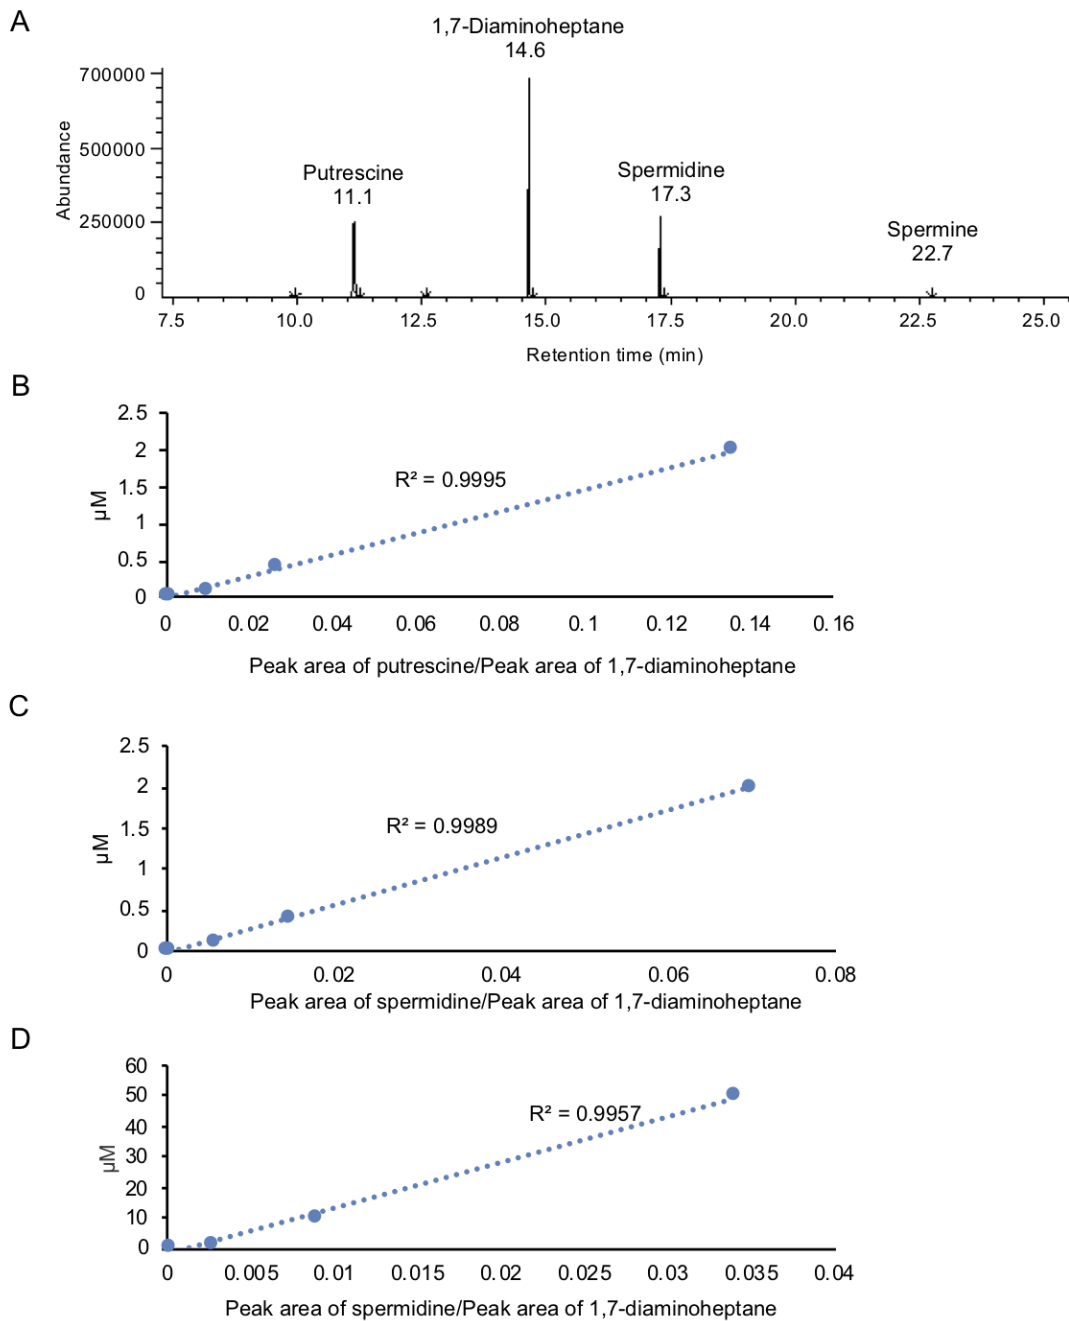 A
1,7-Diaminoheptane
14.6
700000
500000
250000
0
Abundance
Putrescine
11.1
Spermidine
17.3
Spermine
22.7
7.5 10.0 12.5 15.0 17.5 20.0 22.5 25.0
Retention time (min)
B
2.5
2
1.5
1
0.5
0
µM
R² = 0.9995
0 0.02 0.04 0.06 0.08 0.1 0.12 0.14 0.16
Peak area of putrescine/Peak area of 1,7-diaminoheptane
C
2.5
2
1.5
1
0.5
0
µM
R² = 0.9989
0 0.02 0.04 0.06 0.08
Peak area of spermidine/Peak area of 1,7-diaminoheptane
D
60
50
40
30
20
10
0
µM
R² = 0.9957
0 0.005 0.01 0.015 0.02 0.025 0.03 0.035 0.04
Peak area of spermidine/Peak area of 1,7-diaminoheptane